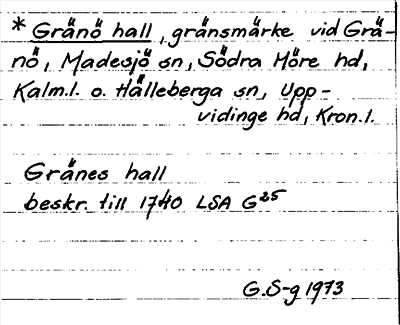 * Gränö hall, gränsmärke vid Grä-
nö, Madesjö sn, Södra Möre hd,
Kalm.l. o. Hälleberga sn, Upp-
vidinge hd, Kron.l.
Gränes hall
beskr. till 1740 LSA G25
G.S-g 1973